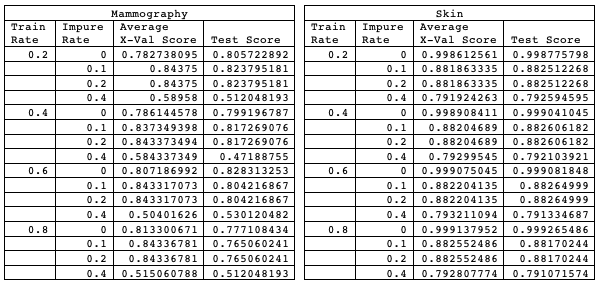 Mammography Skin
Train Impure Average Train Impure Average
Rate Rate X-Val Score Test Score Rate Rate X-Val Score Test Score
0.2 0 0.782738095 0.805722892 0.2 0 0.998612561 0.998775798
0.1 0.84375 0.823795181 0.1 0.881863335 0.882512268
0.2 0.84375 0.823795181 0.2 0.881863335 0.882512268
0.4 0.58958 0.512048193 0.4 0.791924263 0.792594595
0.4 0 0.786144578 0.799196787 0.4 0 0.998908411 0.999041045
0.1 0.837349398 0.817269076 0.1 0.88204689 0.882606182
0.2 0.843373494 0.817269076 0.2 0.88204689 0.882606182
0.4 0.584337349 0.47188755 0.4 0.79299545 0.792103921
0.6 0 0.807186992 0.828313253 0.6 0 0.999075045 0.999081848
0.1 0.843317073 0.804216867 0.1 0.882204135 0.88264999
0.2 0.843317073 0.804216867 0.2 0.882204135 0.88264999
0.4 0.50401626 0.530120482 0.4 0.793211094 0.791334687
0.8 0 0.813300671 0.777108434 0.8 0 0.999137952 0.999265486
0.1 0.84336781 0.765060241 0.1 0.882552486 0.88170244
0.2 0.84336781 0.765060241 0.2 0.882552486 0.88170244
0.4 0.515060788 0.512048193 0.4 0.792807774 0.791071574